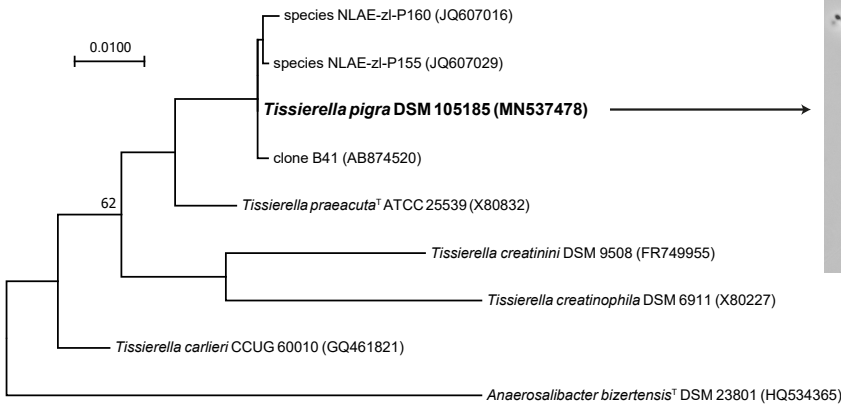 species NLAE-zl-P160 (JQ607016)
0.0100
species NLAE-zl-P155 (JQ607029)
Tissierella pigra DSM 105185 (MN537478)
clone B41 (AB874520)
62
Tissierella praeacutaᵀ ATCC 25539 (X80832)
Tissierella creatinini DSM 9508 (FR749955)
Tissierella creatinophila DSM 6911 (X80227)
Tissierella carlieri CCUG 60010 (GQ461821)
Anaerosalibacter bizertensisᵀ DSM 23801 (HQ534365)